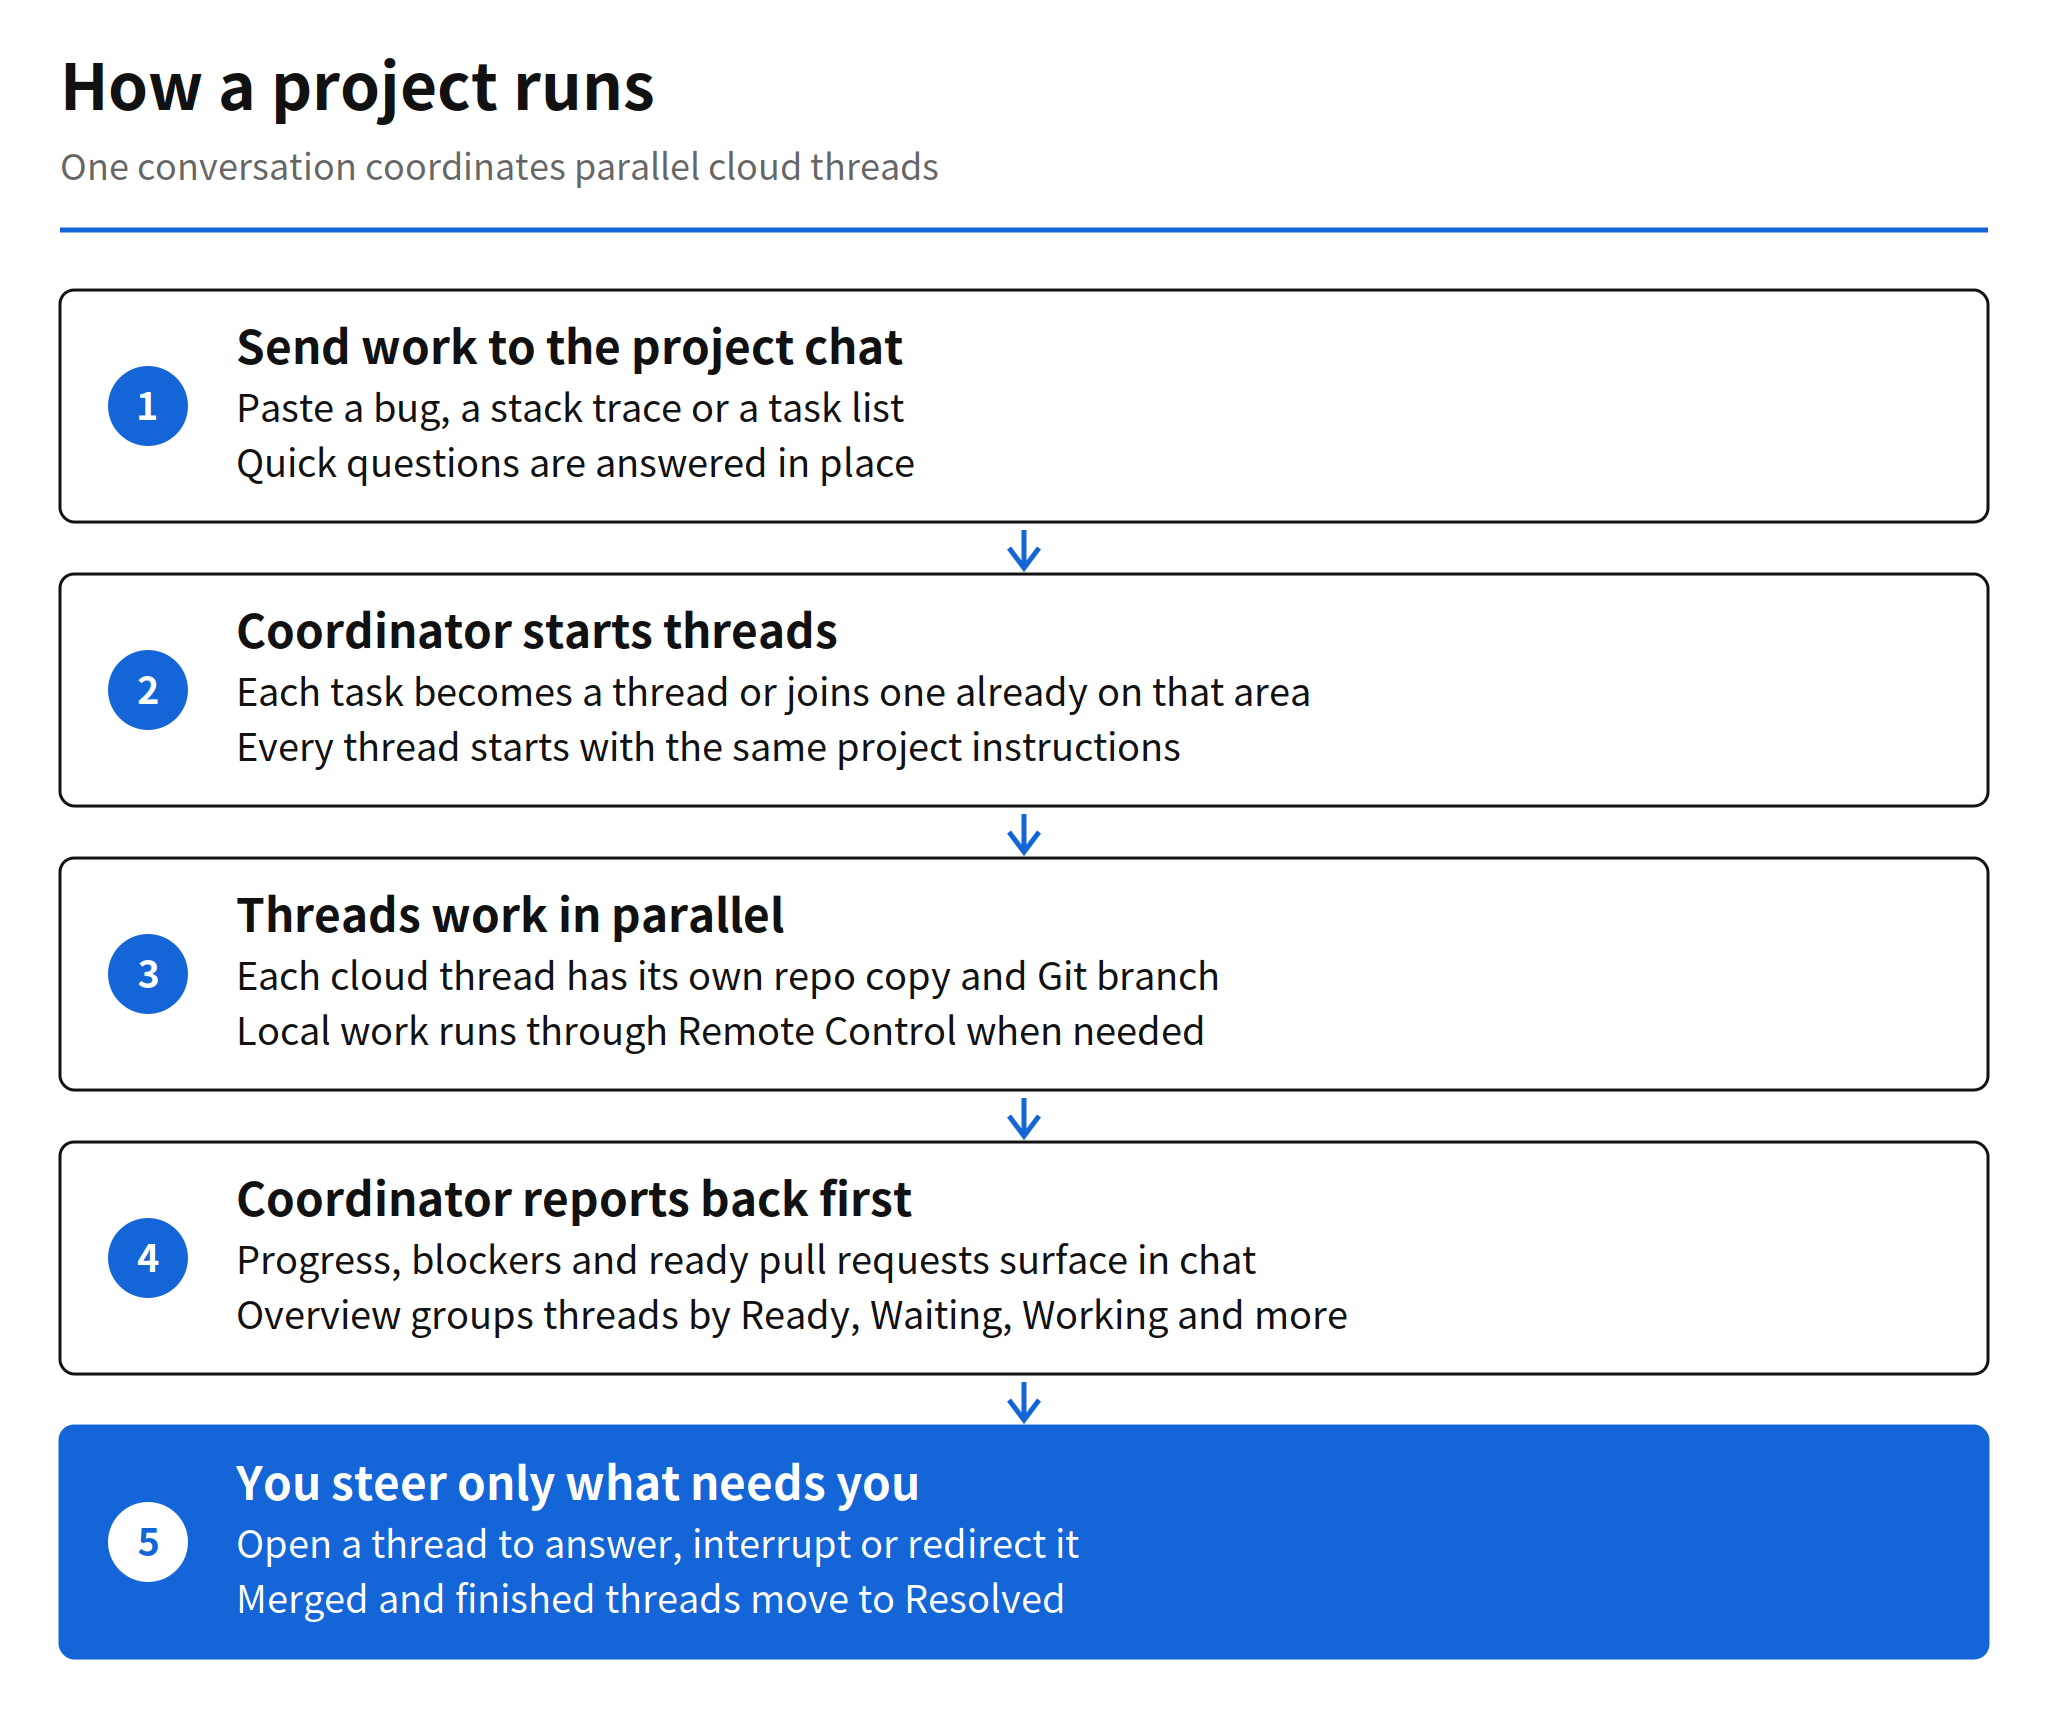 How a project runs
One conversation coordinates parallel cloud threads
1
Send work to the project chat
Paste a bug, a stack trace or a task list
Quick questions are answered in place
2
Coordinator starts threads
Each task becomes a thread or joins one already on that area
Every thread starts with the same project instructions
3
Threads work in parallel
Each cloud thread has its own repo copy and Git branch
Local work runs through Remote Control when needed
4
Coordinator reports back first
Progress, blockers and ready pull requests surface in chat
Overview groups threads by Ready, Waiting, Working and more
5
You steer only what needs you
Open a thread to answer, interrupt or redirect it
Merged and finished threads move to Resolved